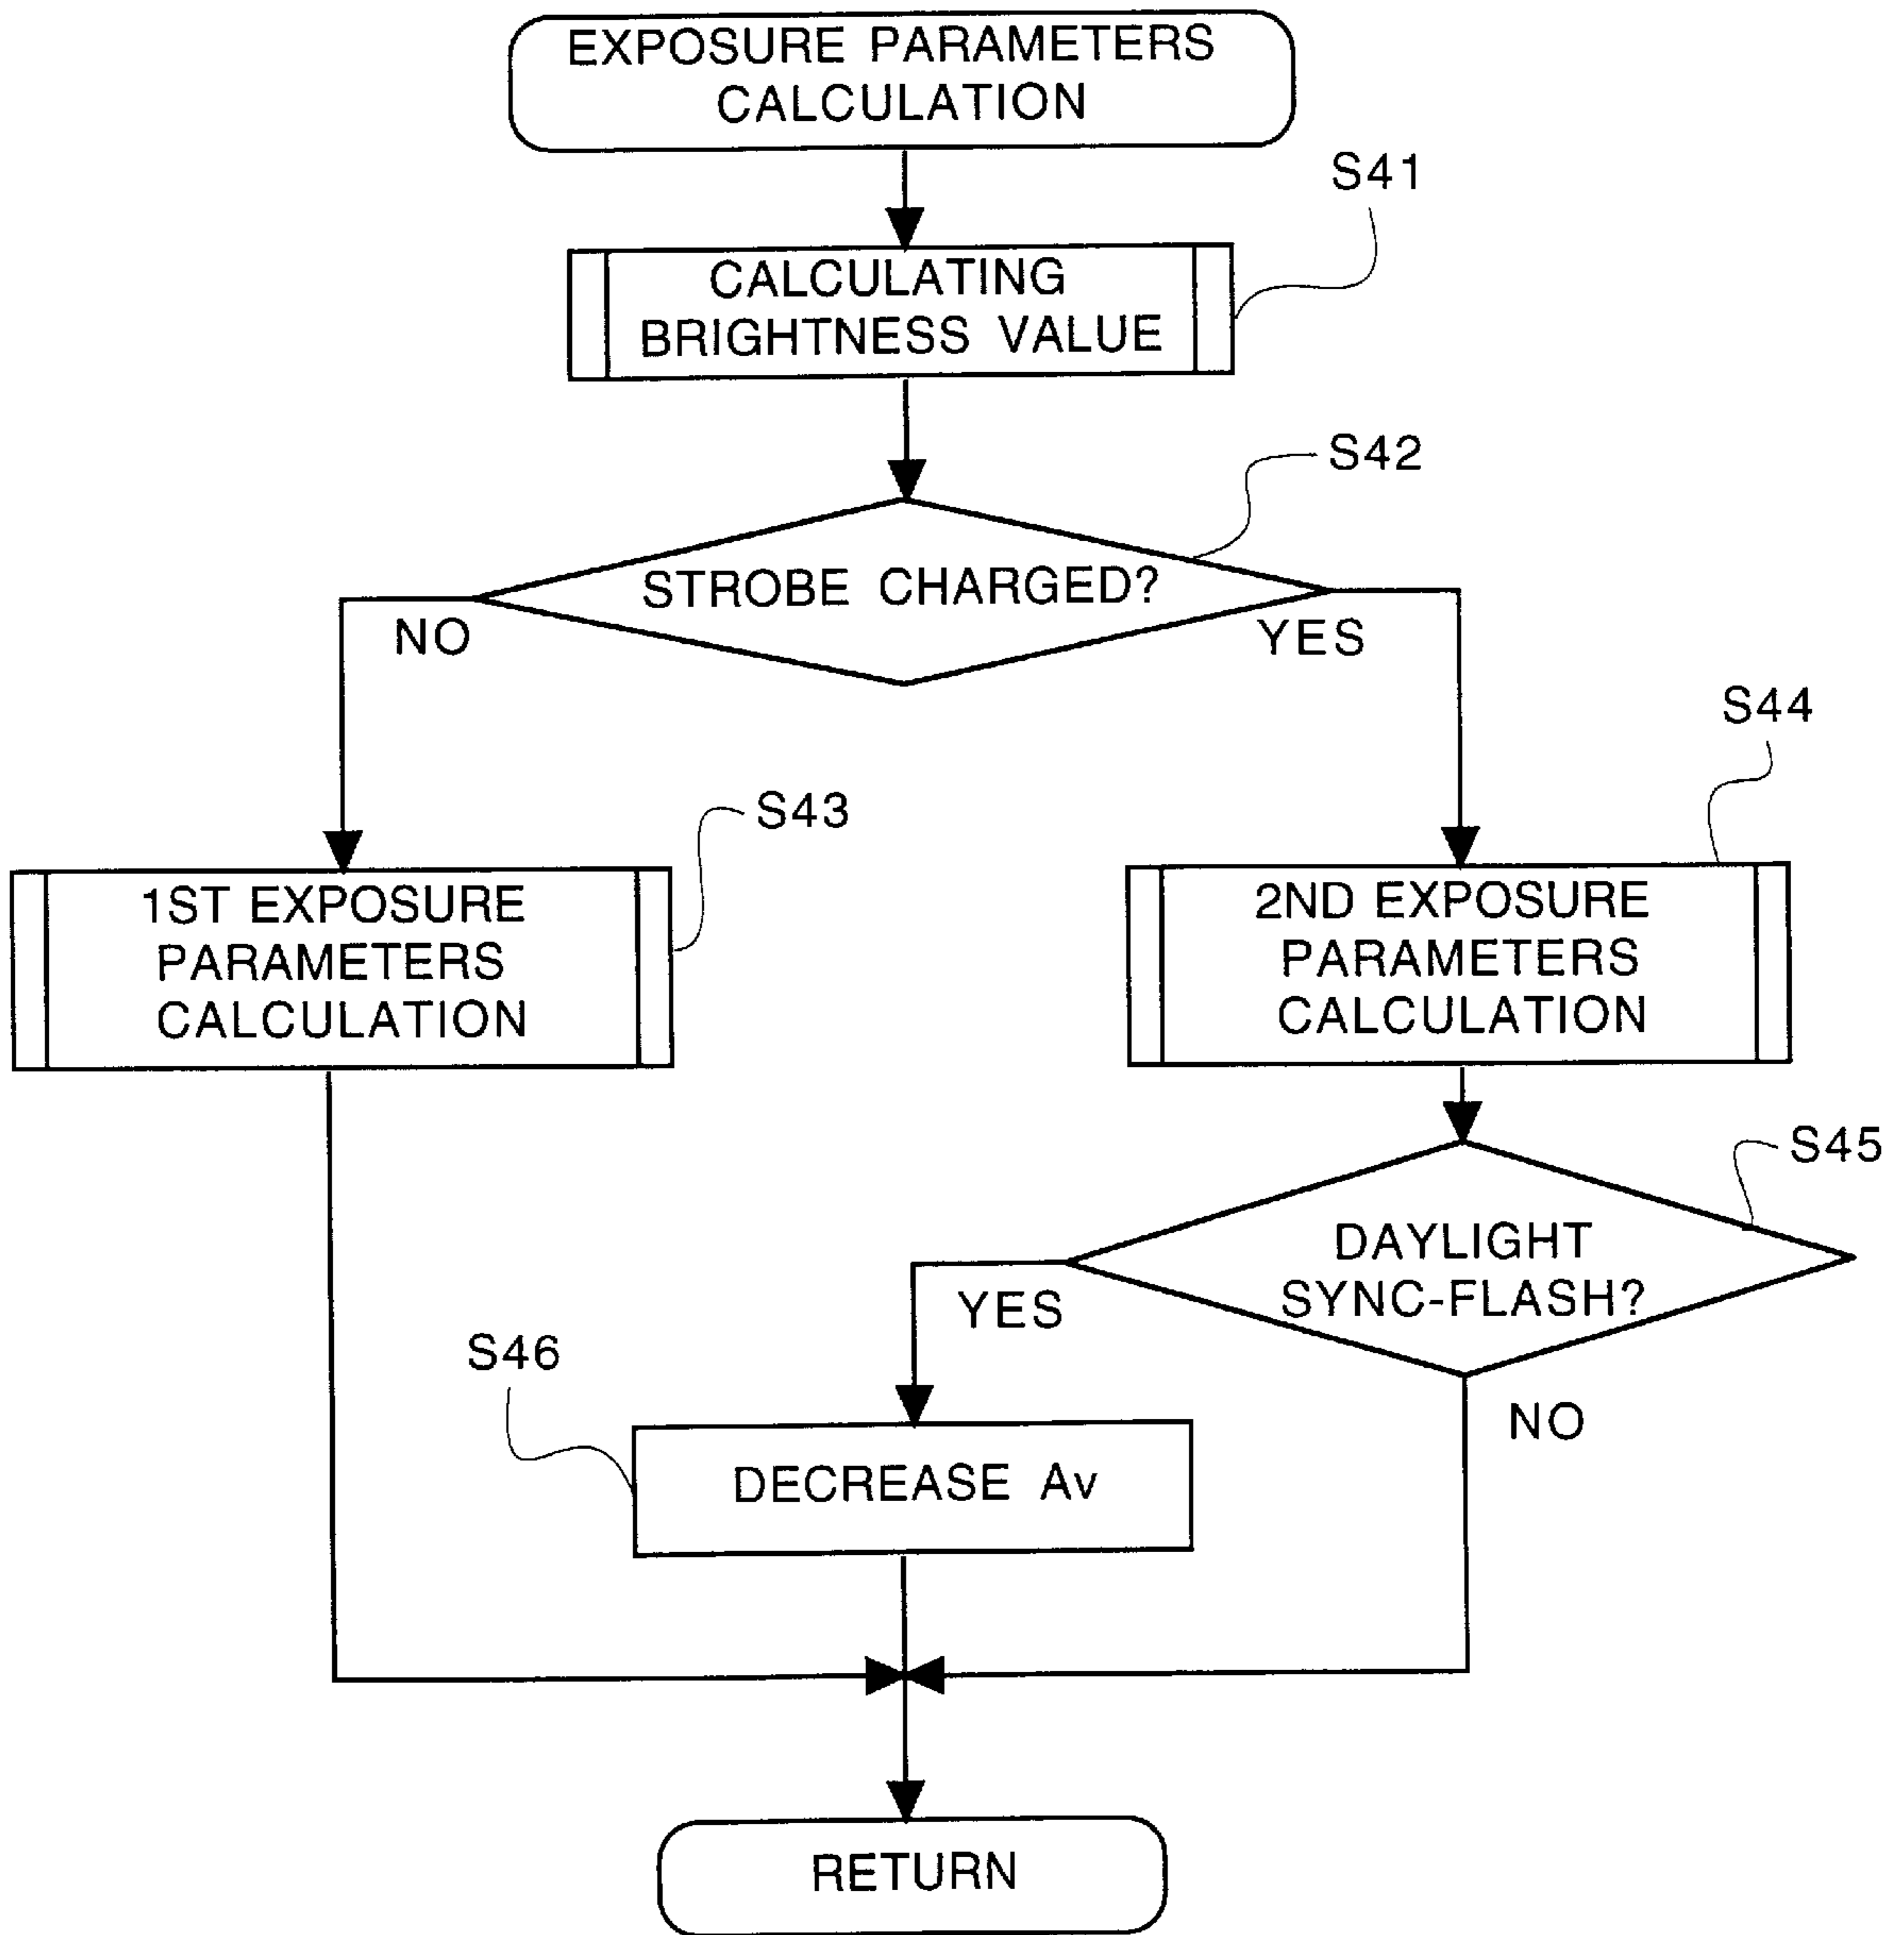 EXPOSURE PARAMETERS
CALCULATION
S41
CALCULATING
BRIGHTNESS VALUE
S42
STROBE CHARGED?
NO
YES
S44
S43
1ST EXPOSURE
PARAMETERS
CALCULATION
2ND EXPOSURE
PARAMETERS
CALCULATION
S45
DAYLIGHT
SYNC-FLASH?
YES
S46
NO
DECREASE Av
RETURN